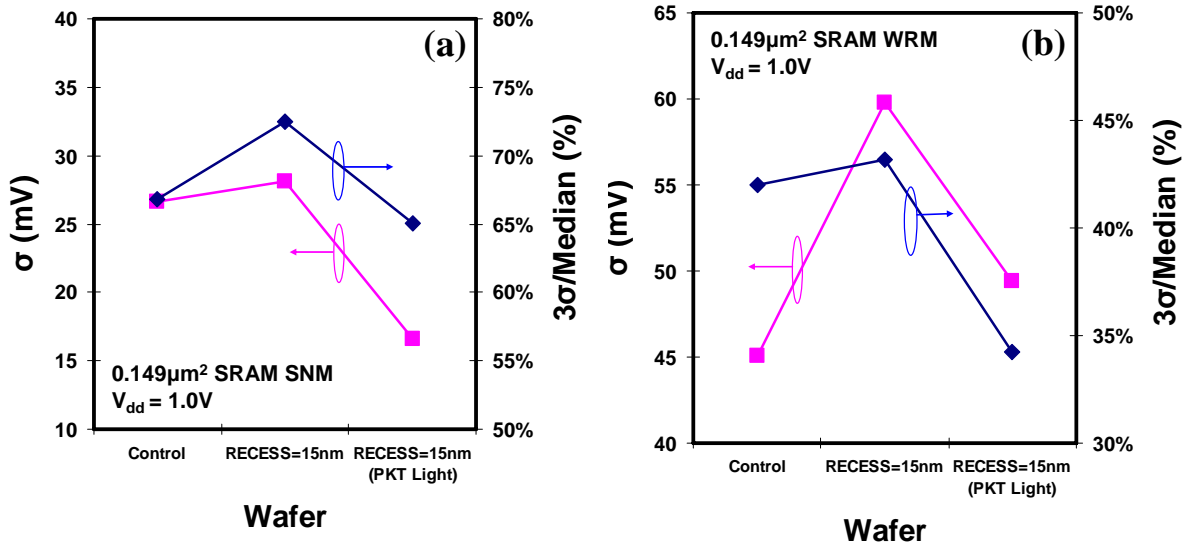 (a)
0.149µm² SRAM SNM
V_dd = 1.0V
σ (mV)
40
35
30
25
20
15
10
3σ/Median (%)
80%
75%
70%
65%
60%
55%
50%
Control
RECESS=15nm
RECESS=15nm
(PKT Light)
Wafer
(b)
0.149µm² SRAM WRM
V_dd = 1.0V
σ (mV)
65
60
55
50
45
40
3σ/Median (%)
50%
45%
40%
35%
30%
Control
RECESS=15nm
RECESS=15nm
(PKT Light)
Wafer